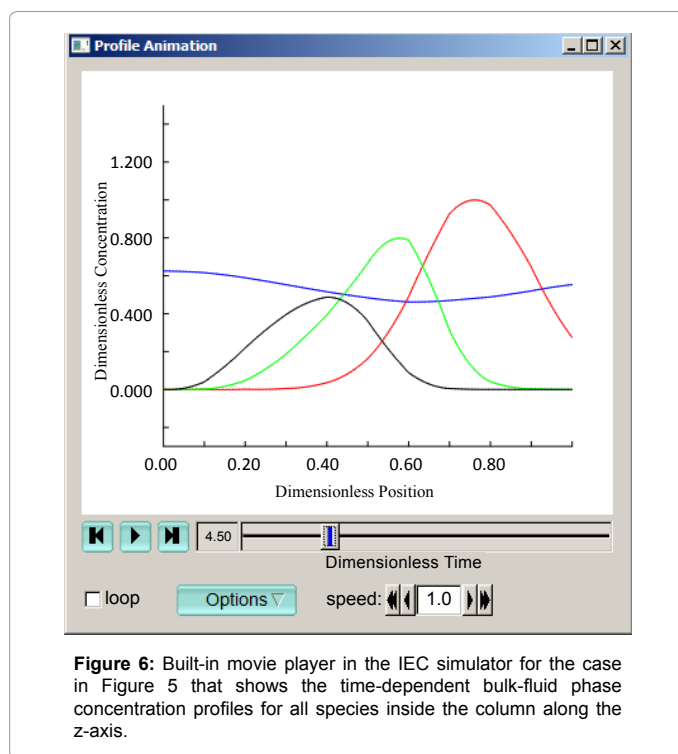 Profile Animation
1.200
0.800
0.400
0.000
Dimensionless Concentration
0.00 0.20 0.40 0.60 0.80
Dimensionless Position
4.50
Dimensionless Time
loop
Options
speed: 1.0
Figure 6: Built-in movie player in the IEC simulator for the case
in Figure 5 that shows the time-dependent bulk-fluid phase
concentration profiles for all species inside the column along the
z-axis.